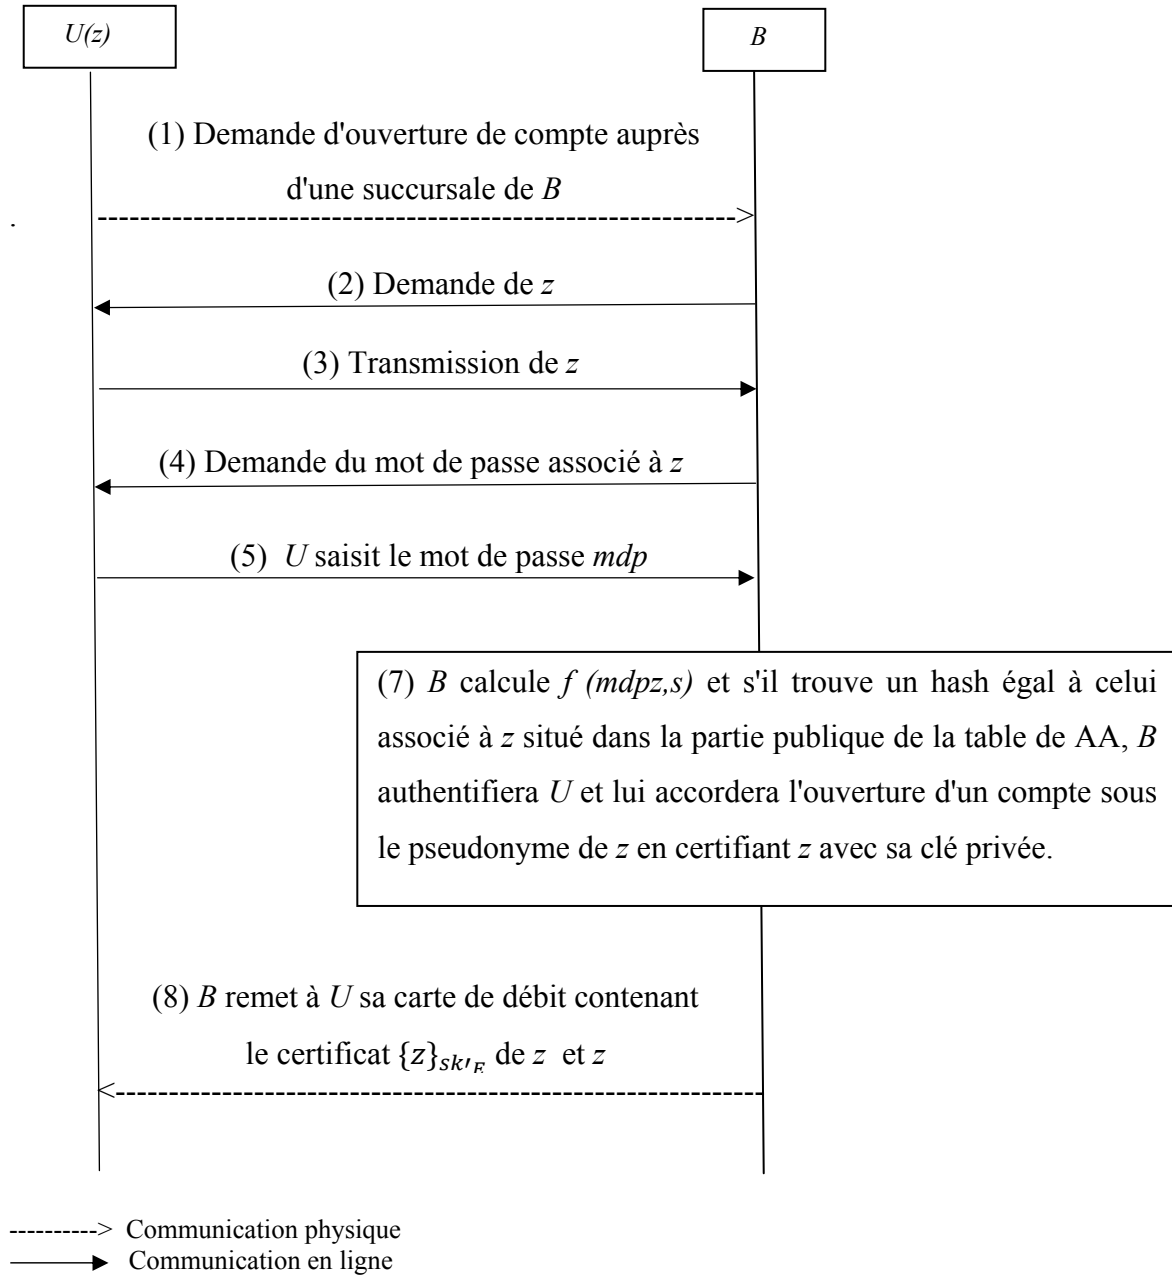 U(z)
B
(1) Demande d'ouverture de compte auprès
d'une succursale de B
.
(2) Demande de z
(3) Transmission de z
(4) Demande du mot de passe associé à z
(5) U saisit le mot de passe mdp
(7) B calcule f (mdpz,s) et s'il trouve un hash égal à celui
associé à z situé dans la partie publique de la table de AA, B
authentifiera U et lui accordera l'ouverture d'un compte sous
le pseudonyme de z en certifiant z avec sa clé privée.
(8) B remet à U sa carte de débit contenant
le certificat {z}sk' de z et z
----------> Communication physique
Communication en ligne